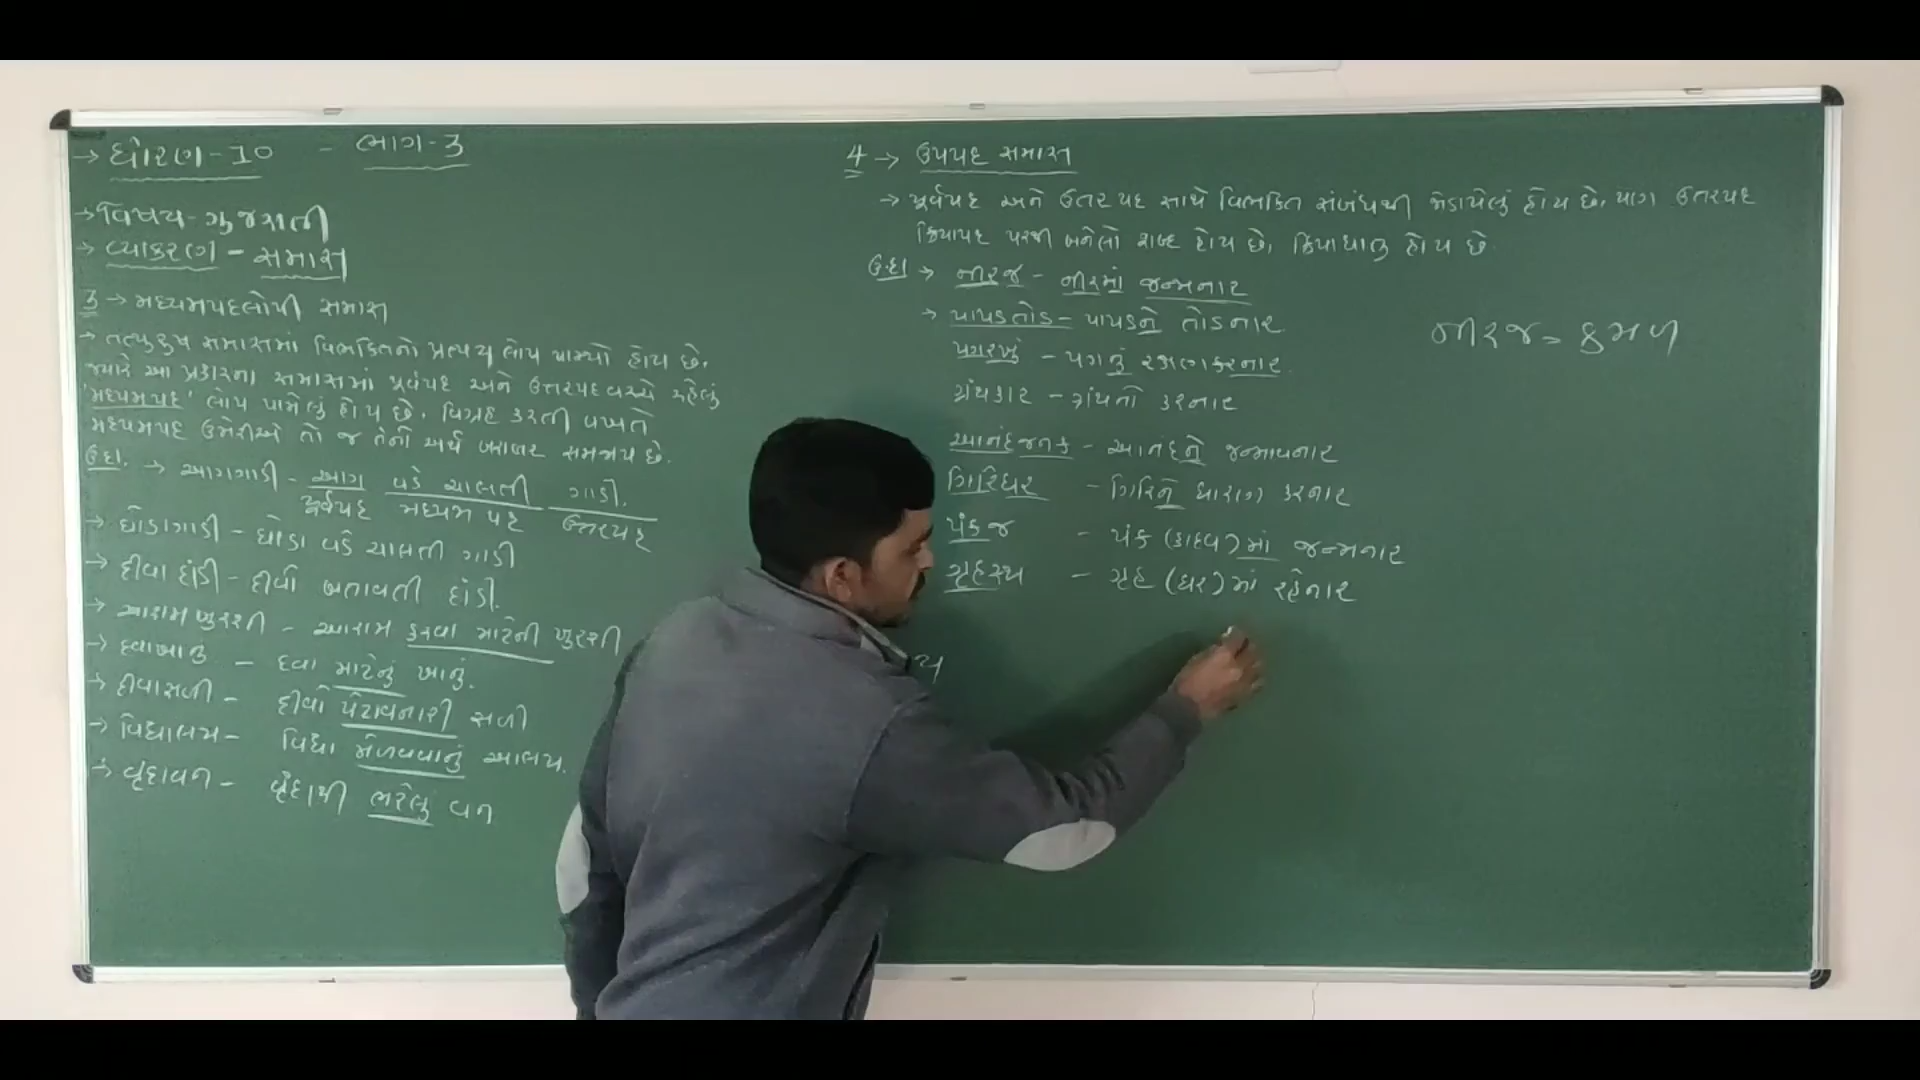 → ધોરણ-10 - ભાગ-3
→ વિષય-ગુજરાતી
→ વ્યાકરણ - સમાસ
3 → મધ્યમપદલોપી સમાસ
→ તત્પુરુષ સમાસમાં વિભક્તિનો પ્રત્યય લોપ પામ્યો હોય છે.
જ્યારે આ પ્રકારના સમાસમાં પૂર્વપદ અને ઉત્તરપદ વચ્ચે રહેલું
'મધ્યમપદ' લોપ પામેલું હોય છે. વિગ્રહ કરતી વખતે
મધ્યમપદ ઉમેરીએ તો જ તેનો અર્થ બરાબર સમજાય છે.
ઉદા. → આગગાડી - આગ વડે ચાલતી ગાડી.
પૂર્વપદ મધ્યમ પદ ઉત્તરપદ
→ ઘોડાગાડી - ઘોડા વડે ચાલતી ગાડી
→ દીવા દાંડી - દીવો બતાવતી દાંડી.
→ આરામ ખુરશી - આરામ કરવા માટેની ખુરશી
→ દવાખાનુ - દવા માટેનું ખાનું.
→ દીવાસળી - દીવો પેટાવનારી સળી
→ વિદ્યાલય - વિદ્યા મેળવવાનું આલય.
→ વૃંદાવન - વૃંદાથી ભરેલું વન
4 → ઉપપદ સમાસ
→ પૂર્વપદ અને ઉત્તરપદ સાથે વિભક્તિ સંબંધથી જોડાયેલું હોય છે. પણ ઉત્તરપદ
ક્રિયાપદ પરથી બનેલો શબ્દ હોય છે, ક્રિયાધાતુ હોય છે
ઉદા → નીરજ - નીરમાં જન્મનાર
→ પાપડતોડ - પાપડને તોડનાર
પગરખું - પગનું રક્ષણ કરનાર
ગ્રંથકાર - ગ્રંથનો કરનાર
આનંદજનક - આનંદને જન્માવનાર
ગિરિધર - ગિરિને ધારણ કરનાર
પંકજ - પંક (કાદવ) માં જન્મનાર
ગૃહસ્થ - ગૃહ (ઘર) માં રહેનાર
નીરજ = કમળ